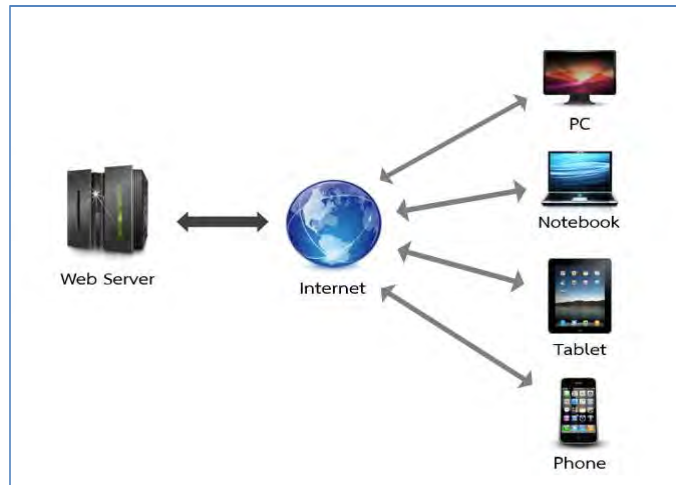 PC
Notebook
Web Server
Internet
Tablet
Phone